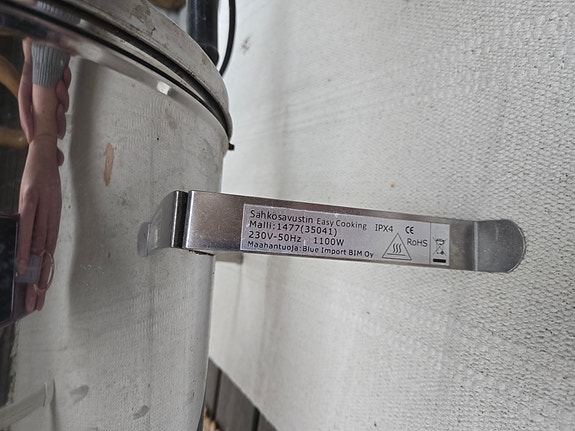 Sähkösavustin Easy Cooking IPX4 CE
Malli:1477(35041)
230V-50Hz 1100W
Maahantuoja:Blue Import BIM Oy
RoHS